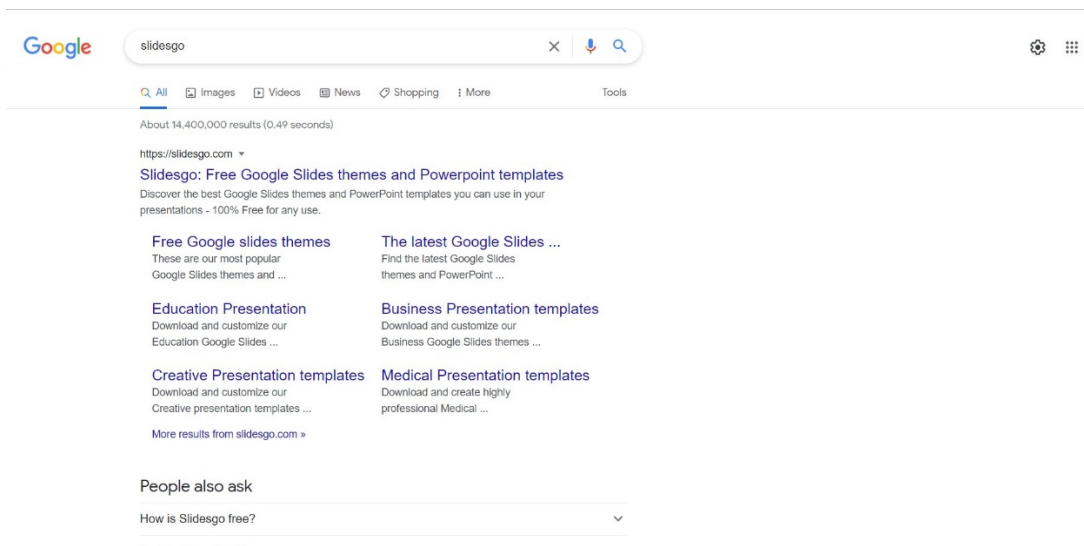 Google
slidesgo
All Images Videos News Shopping More Tools
About 14,400,000 results (0.49 seconds)
https://slidesgo.com
Slidesgo: Free Google Slides themes and Powerpoint templates
Discover the best Google Slides themes and PowerPoint templates you can use in your
presentations - 100% Free for any use.
Free Google slides themes
These are our most popular
Google Slides themes and ...
The latest Google Slides ...
Find the latest Google Slides
themes and PowerPoint ...
Education Presentation
Download and customize our
Education Google Slides ...
Business Presentation templates
Download and customize our
Business Google Slides themes ...
Creative Presentation templates
Download and customize our
Creative presentation templates ...
Medical Presentation templates
Download and create highly
professional Medical ...
More results from slidesgo.com »
People also ask
How is Slidesgo free?